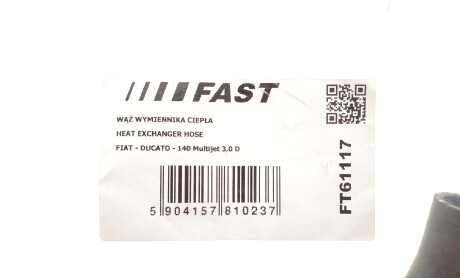 FAST
WĄŻ WYMIENNIKA CIEPŁA
HEAT EXCHANGER HOSE
FIAT - DUCATO - 140 Multijet 3,0 D
5 904157 810237
FT61117